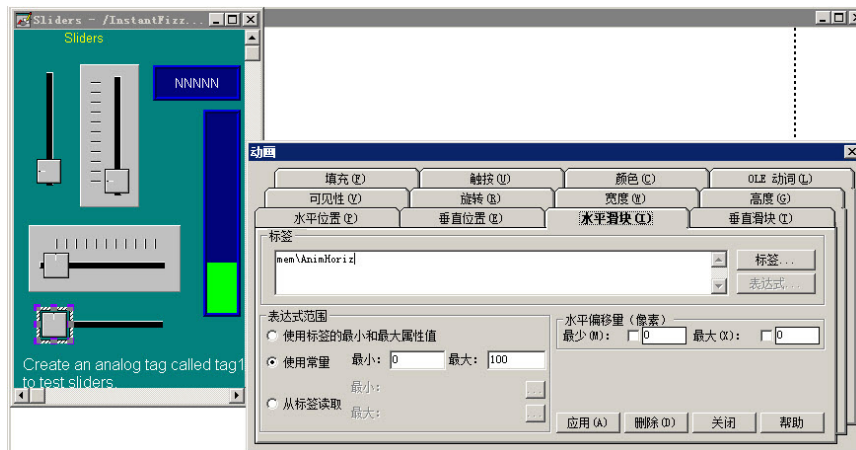 Sliders - /InstantFizz...
Sliders
NNNNN
Create an analog tag called tag1
to test sliders.
动画
填充(F) 触按(U) 颜色(C) OLE 动词(L)
可见性(Y) 旋转(R) 宽度(W) 高度(G)
水平位置(P) 垂直位置(E) 水平滑块(I) 垂直滑块(T)
标签
mem\AnimHoriz
标签...
表达式...
表达式范围
使用标签的最小和最大属性值
使用常量 最小: 0 最大: 100
从标签读取
最小: ...
最大: ...
水平偏移量(像素)
最少(M): 0 最大(X): 0
应用(A) 删除(D) 关闭 帮助